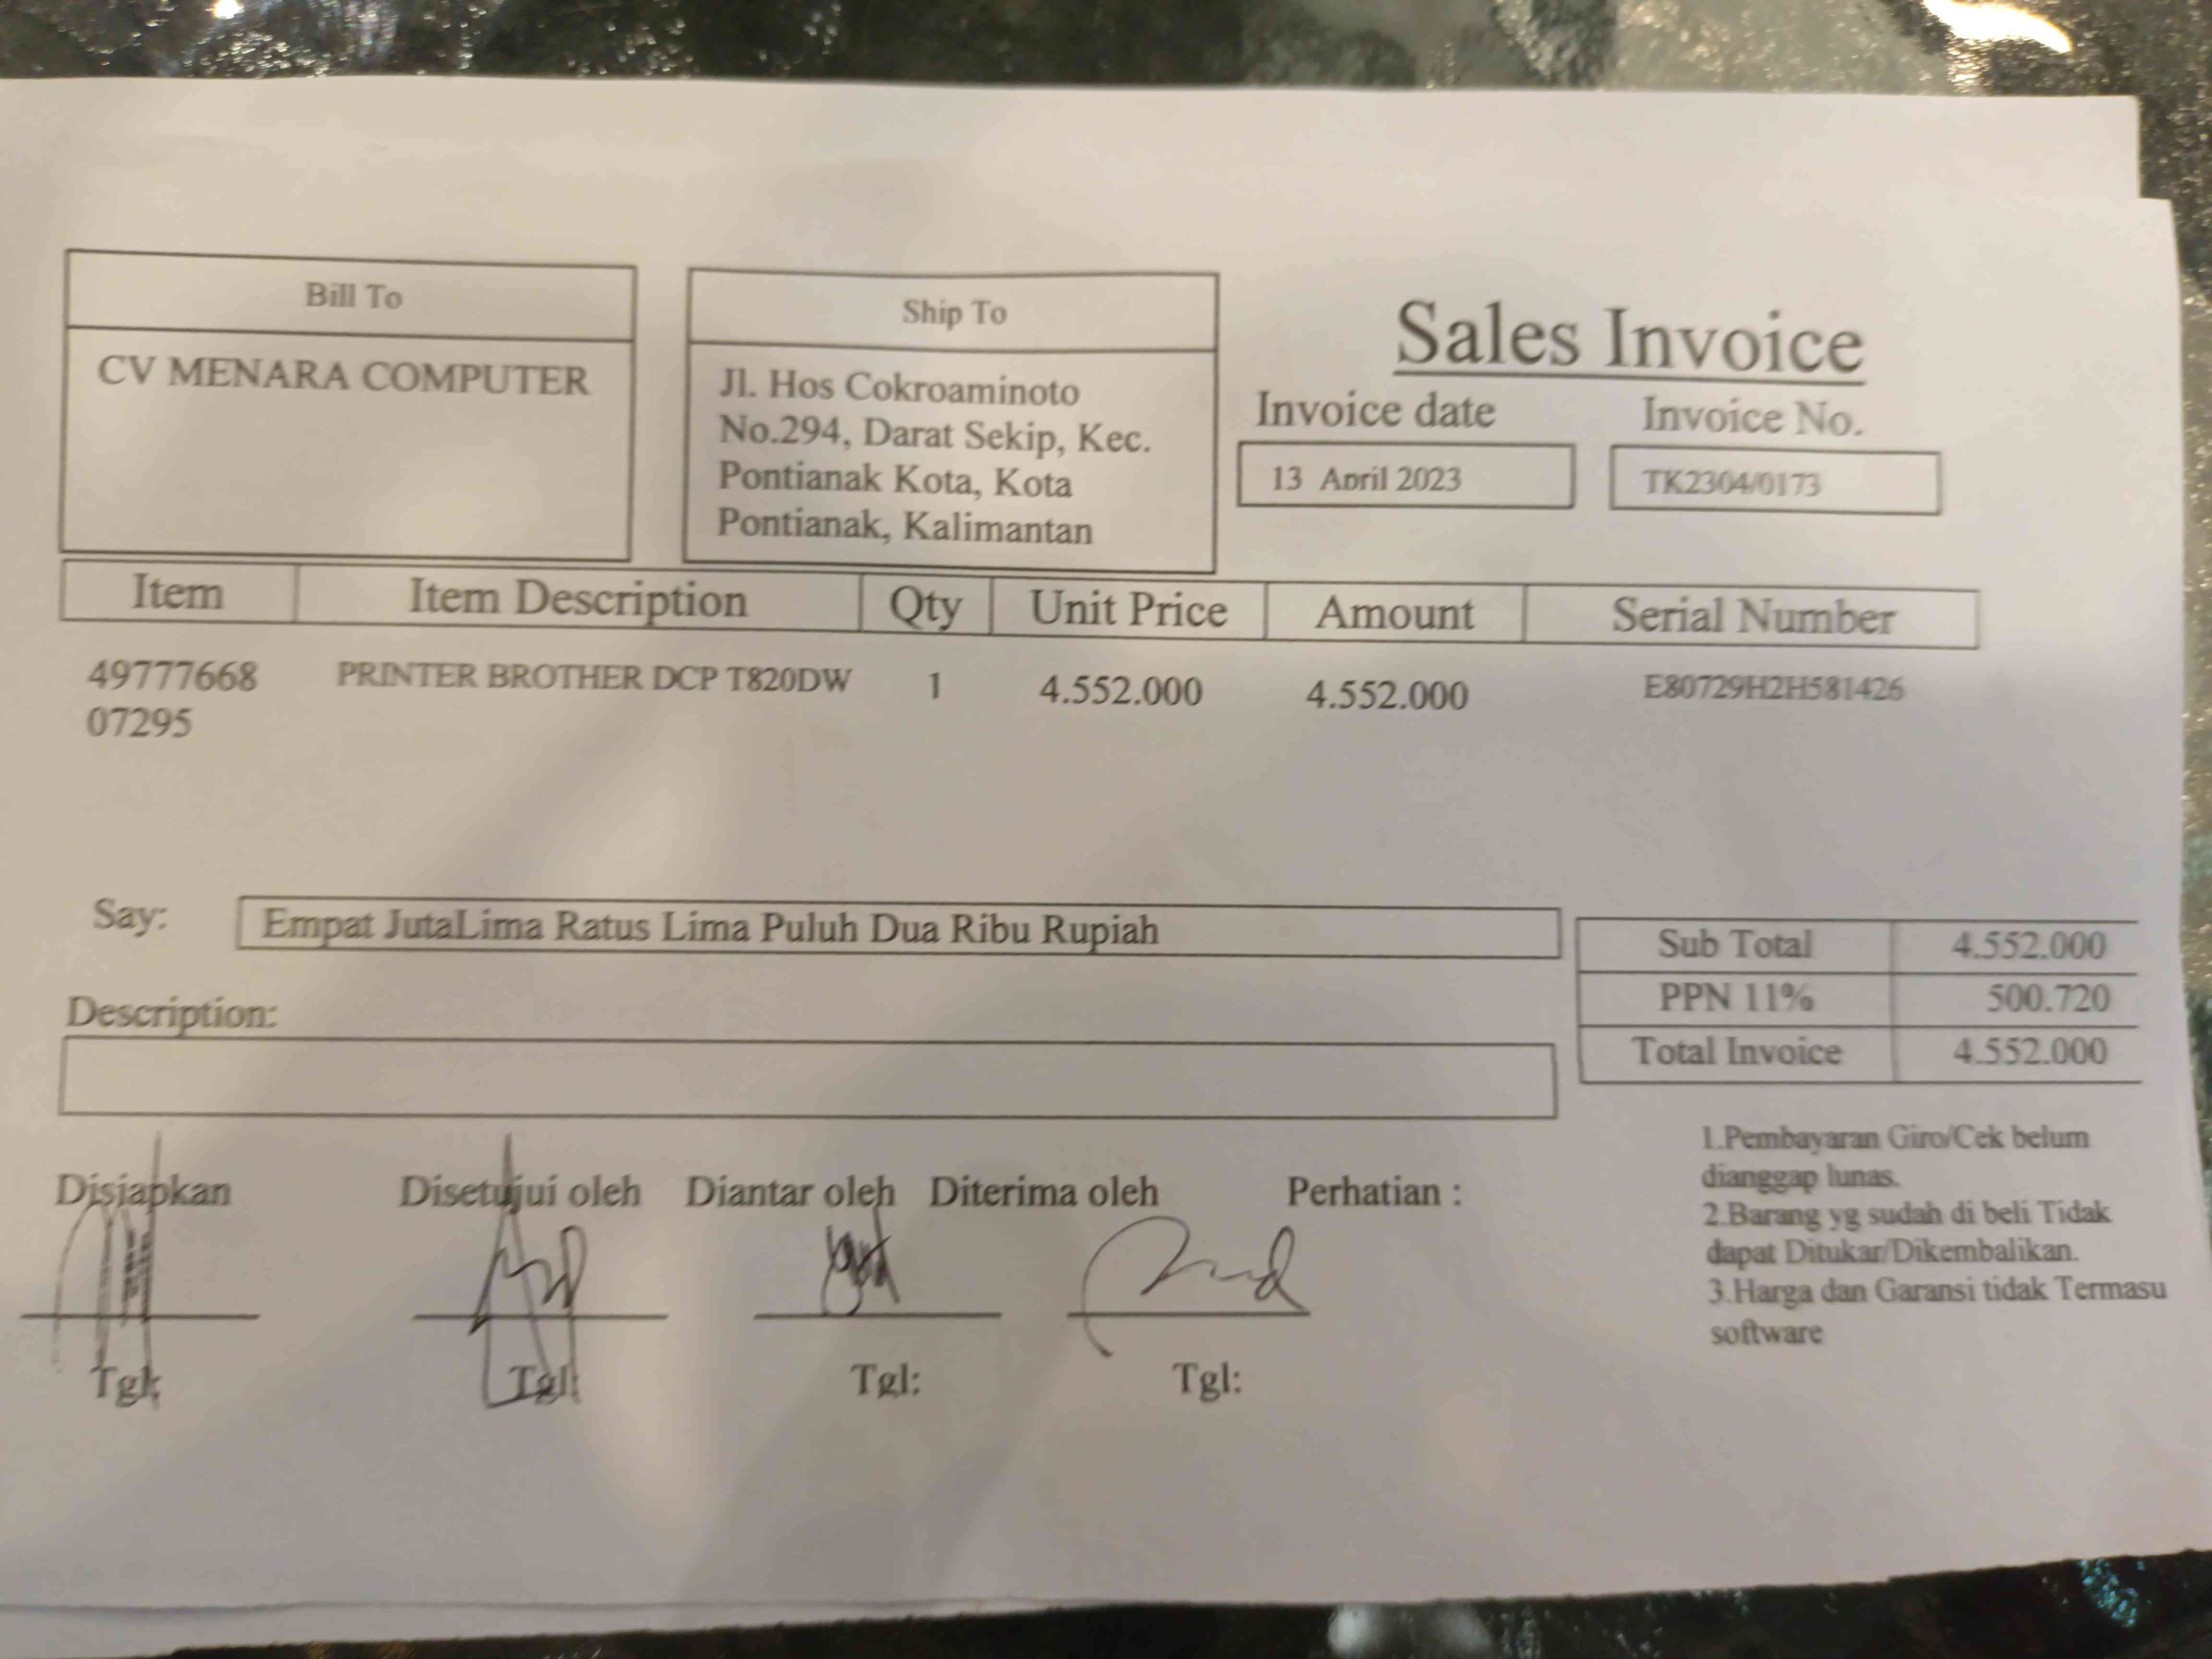 Bill To
CV MENARA COMPUTER
Ship To
Jl. Hos Cokroaminoto
No.294, Darat Sekip, Kec.
Pontianak Kota, Kota
Pontianak, Kalimantan
Sales Invoice
Invoice date
Invoice No.
13 April 2023
TK2304/0173
Item Item Description Qty Unit Price Amount Serial Number
49777668 PRINTER BROTHER DCP T820DW 1 4.552.000 4.552.000 E80729H2H581426
07295
Say: Empat JutaLima Ratus Lima Puluh Dua Ribu Rupiah
Sub Total 4.552.000
PPN 11% 500.720
Total Invoice 4.552.000
Description:
Disiapkan Disetujui oleh Diantar oleh Diterima oleh Perhatian :
Tgl: Tgl: Tgl: Tgl:
1.Pembayaran Giro/Cek belum
dianggap lunas.
2.Barang yg sudah di beli Tidak
dapat Ditukar/Dikembalikan.
3.Harga dan Garansi tidak Termasu
software